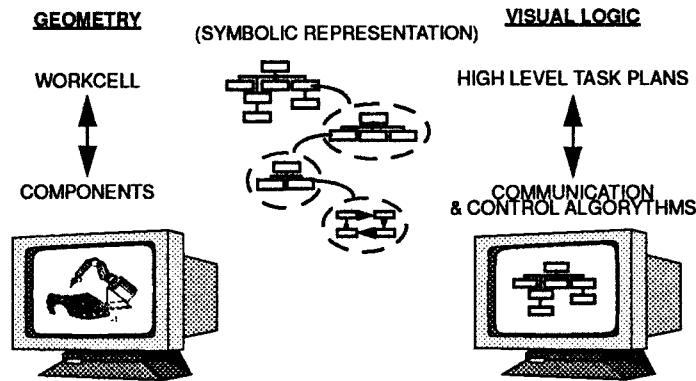 GEOMETRY
WORKCELL
COMPONENTS
(SYMBOLIC REPRESENTATION)
VISUAL LOGIC
HIGH LEVEL TASK PLANS
COMMUNICATION
& CONTROL ALGORYTHMS